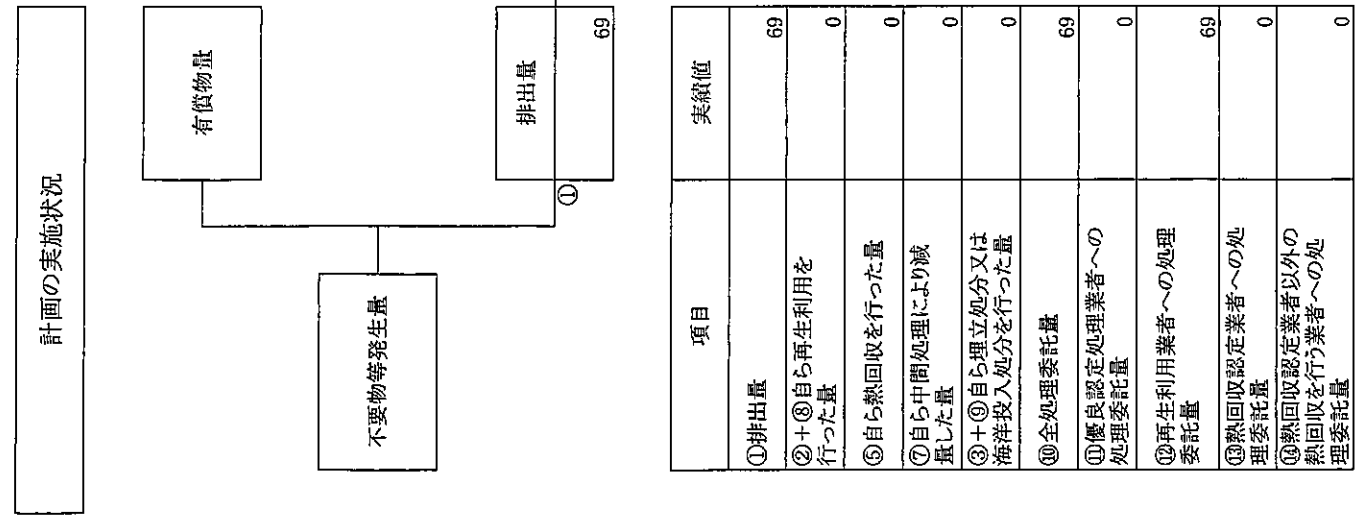 計画の実施状況
有償物量
不要物等発生量
排出量
①
69
項目
実績値
①排出量
69
②＋⑧自ら再生利用を
行った量
0
⑤自ら熱回収を行った量
0
⑦自ら中間処理により減
量した量
0
③＋⑨自ら埋立処分又は
海洋投入処分を行った量
0
⑩全処理委託量
69
⑪優良認定処理業者への
処理委託量
0
⑫再生利用業者への処理
委託量
69
⑬熱回収認定業者への処
理委託量
0
⑭熱回収認定業者以外の
熱回収を行う業者への処
理委託量
0